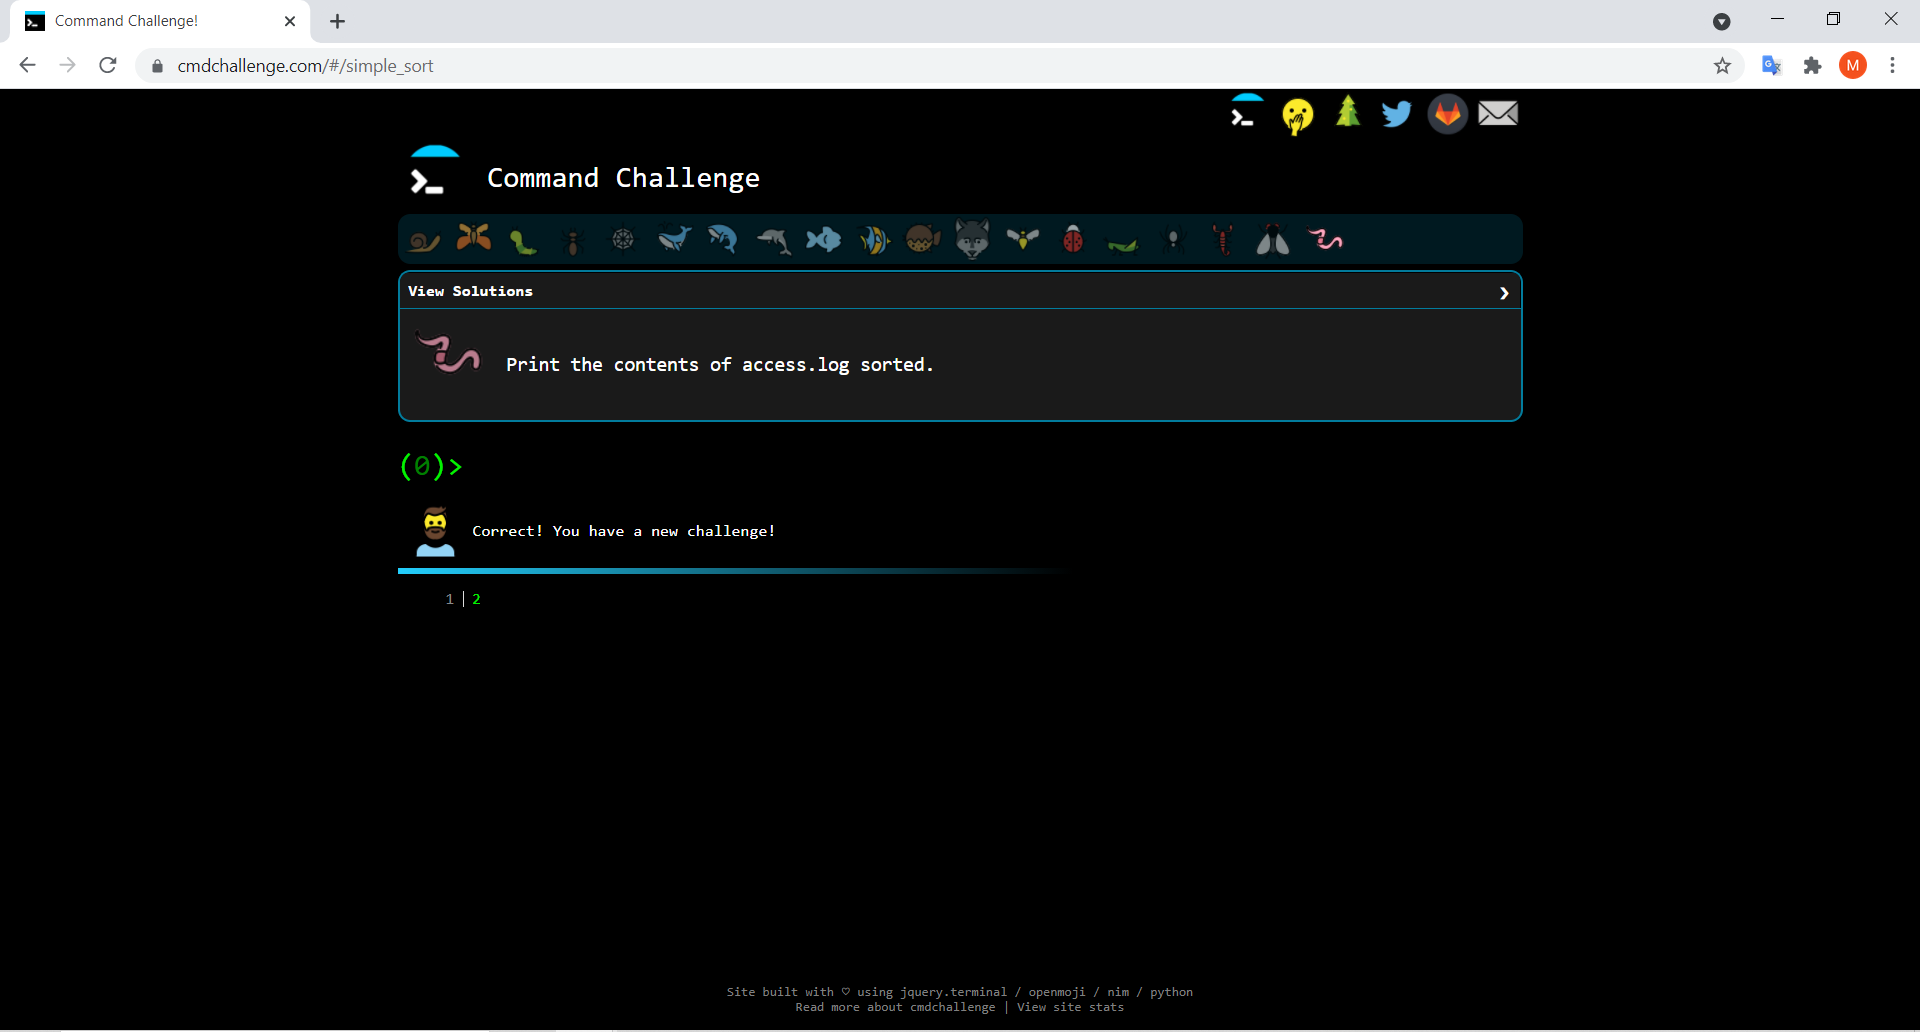 Command Challenge!
cmdchallenge.com/#/simple_sort
M
Command Challenge
View Solutions
Print the contents of access.log sorted.
(0)>
Correct! You have a new challenge!
1 | 2
Site built with ♡ using jquery.terminal / openmoji / nim / python
Read more about cmdchallenge | View site stats